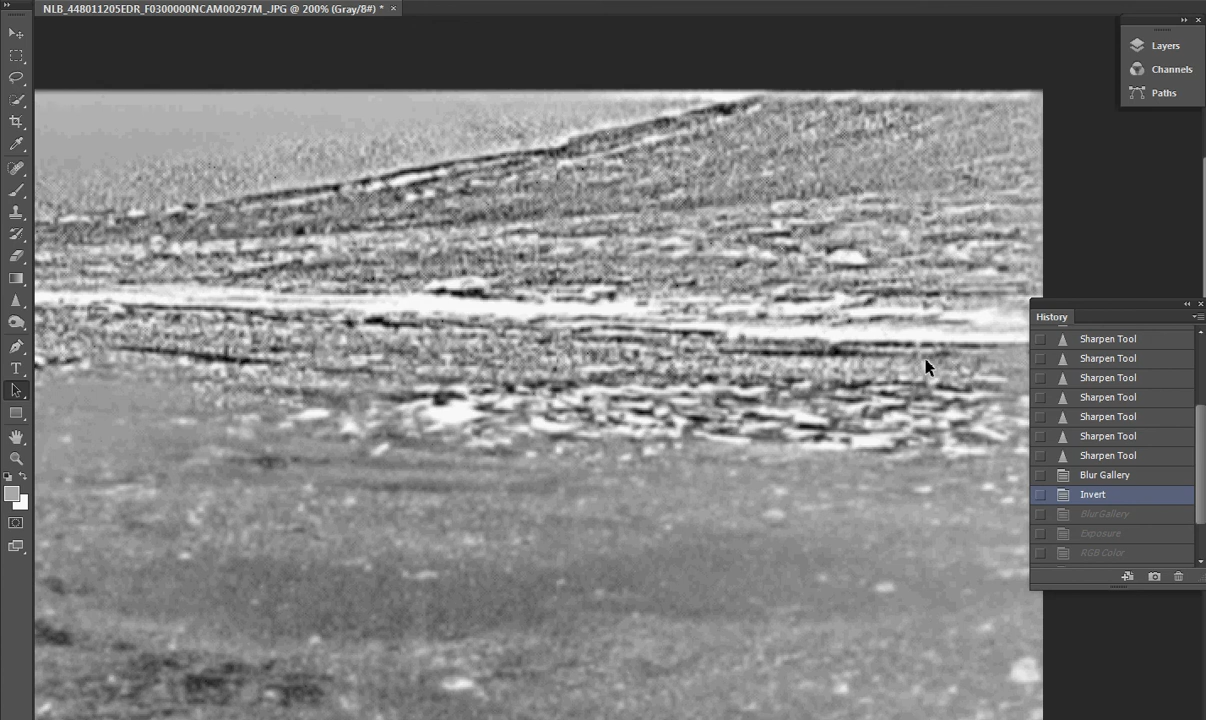 NLB_448011205EDR_F0300000NCAM00297M_.JPG @ 200% (Gray/8#) *
Layers
Channels
Paths
History
Sharpen Tool
Sharpen Tool
Sharpen Tool
Sharpen Tool
Sharpen Tool
Sharpen Tool
Sharpen Tool
Blur Gallery
Invert
Blur Gallery
Exposure
RGB Color